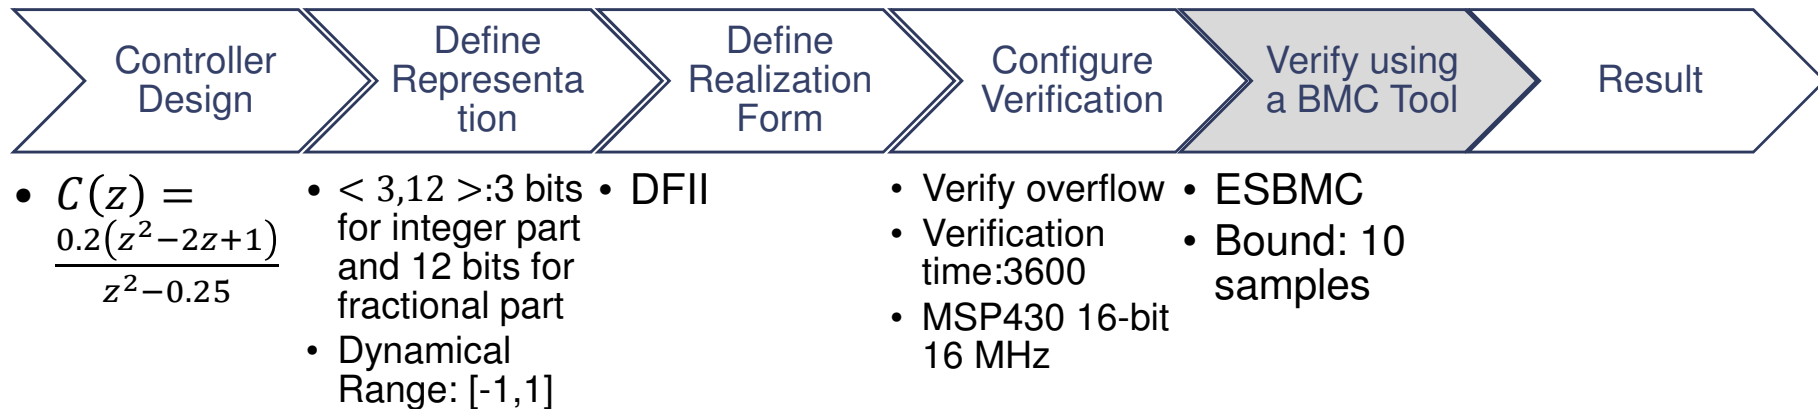 Controller
Design
Define
Representa
tion
Define
Realization
Form
Configure
Verification
Verify using
a BMC Tool
Result
• C(z) =
0.2(z²−2z+1)
z²−0.25
• < 3,12 >:3 bits
for integer part
and 12 bits for
fractional part
• Dynamical
Range: [-1,1]
• DFII
• Verify overflow
• Verification
time:3600
• MSP430 16-bit
16 MHz
• ESBMC
• Bound: 10
samples